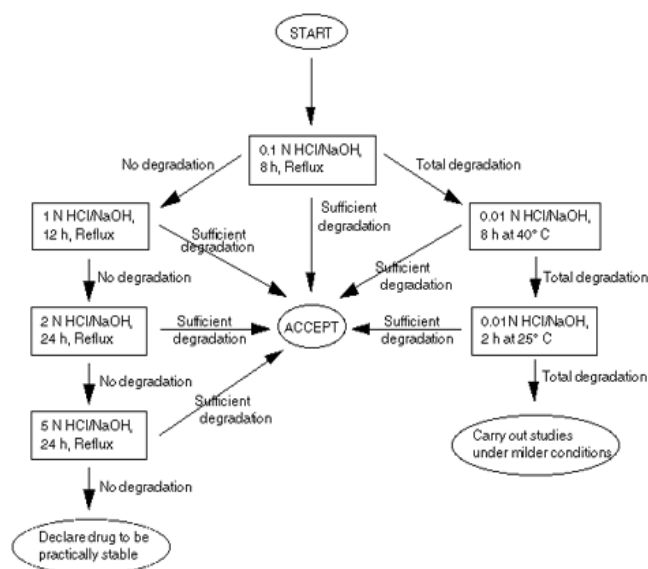 START
0.1 N HCl/NaOH,
8 h, Reflux
No degradation
Total degradation
1 N HCl/NaOH,
12 h, Reflux
Sufficient
degradation
Sufficient
degradation
0.01 N HCl/NaOH,
8 h at 40° C
Sufficient
degradation
No degradation
Total degradation
2 N HCl/NaOH,
24 h, Reflux
Sufficient
degradation
ACCEPT
Sufficient
degradation
0.01N HCl/NaOH,
2 h at 25° C
No degradation
Sufficient
degradation
Total degradation
5 N HCl/NaOH,
24 h, Reflux
Carry out studies
under milder conditions
No degradation
Declare drug to be
practically stable